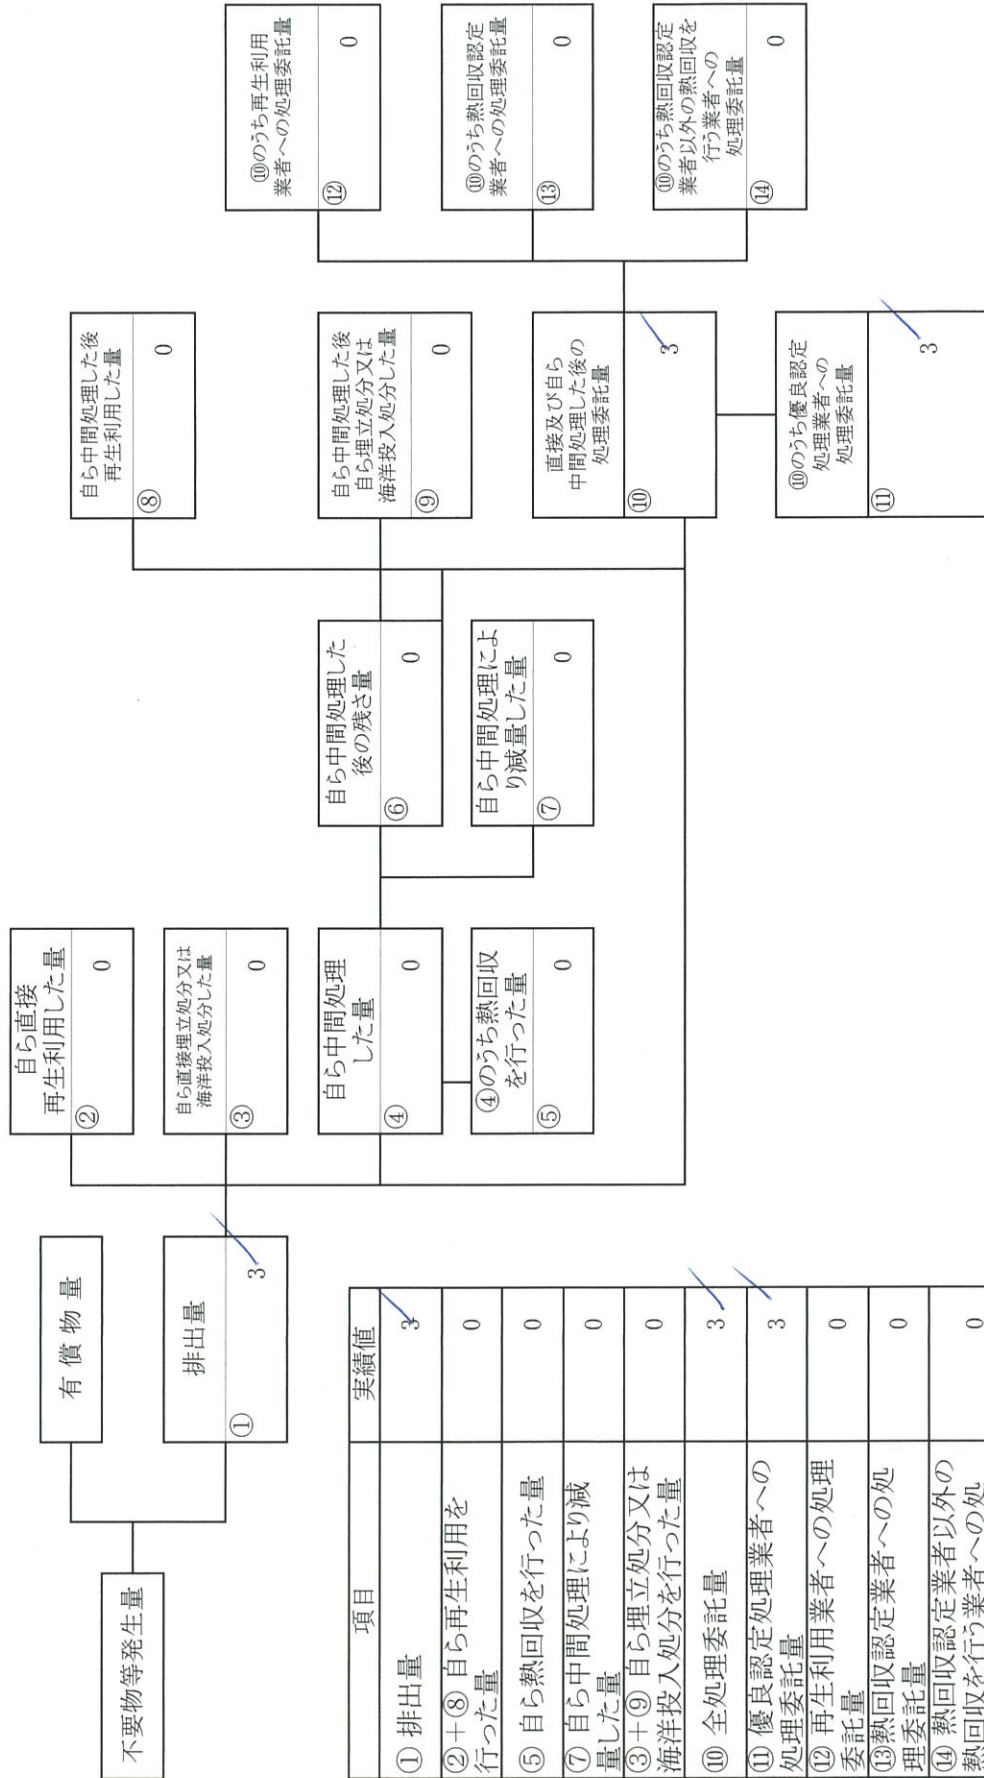 不要物等発生量
有 償 物 量
排出量
①
3
自ら直接
再生利用した量
②
0
自ら直接埋立処分又は
海洋投入処分した量
③
0
自ら中間処理
した量
④
0
④のうち熱回収
を行った量
⑤
0
自ら中間処理した
後の残さ量
⑥
0
自ら中間処理によ
り減量した量
⑦
0
自ら中間処理した後
再生利用した量
⑧
0
自ら中間処理した後
自ら埋立処分又は
海洋投入処分した量
⑨
0
直接及び自ら
中間処理した後の
処理委託量
⑩
3
⑩のうち優良認定
処理業者への
処理委託量
⑪
3
⑩のうち再生利用
業者への処理委託量
⑫
0
⑩のうち熱回収認定
業者への処理委託量
⑬
0
⑩のうち熱回収認定
業者以外の熱回収を
行う業者への
処理委託量
⑭
0
項目
実績値
① 排出量
3
②+⑧ 自ら再生利用を
行った量
0
⑤ 自ら熱回収を行った量
0
⑦ 自ら中間処理により減
量した量
0
③+⑨ 自ら埋立処分又は
海洋投入処分を行った量
0
⑩ 全処理委託量
3
⑪ 優良認定処理業者への
処理委託量
3
⑫ 再生利用業者への処理
委託量
0
⑬熱回収認定業者への処
理委託量
0
⑭ 熱回収認定業者以外の
熱回収を行う業者への処
0